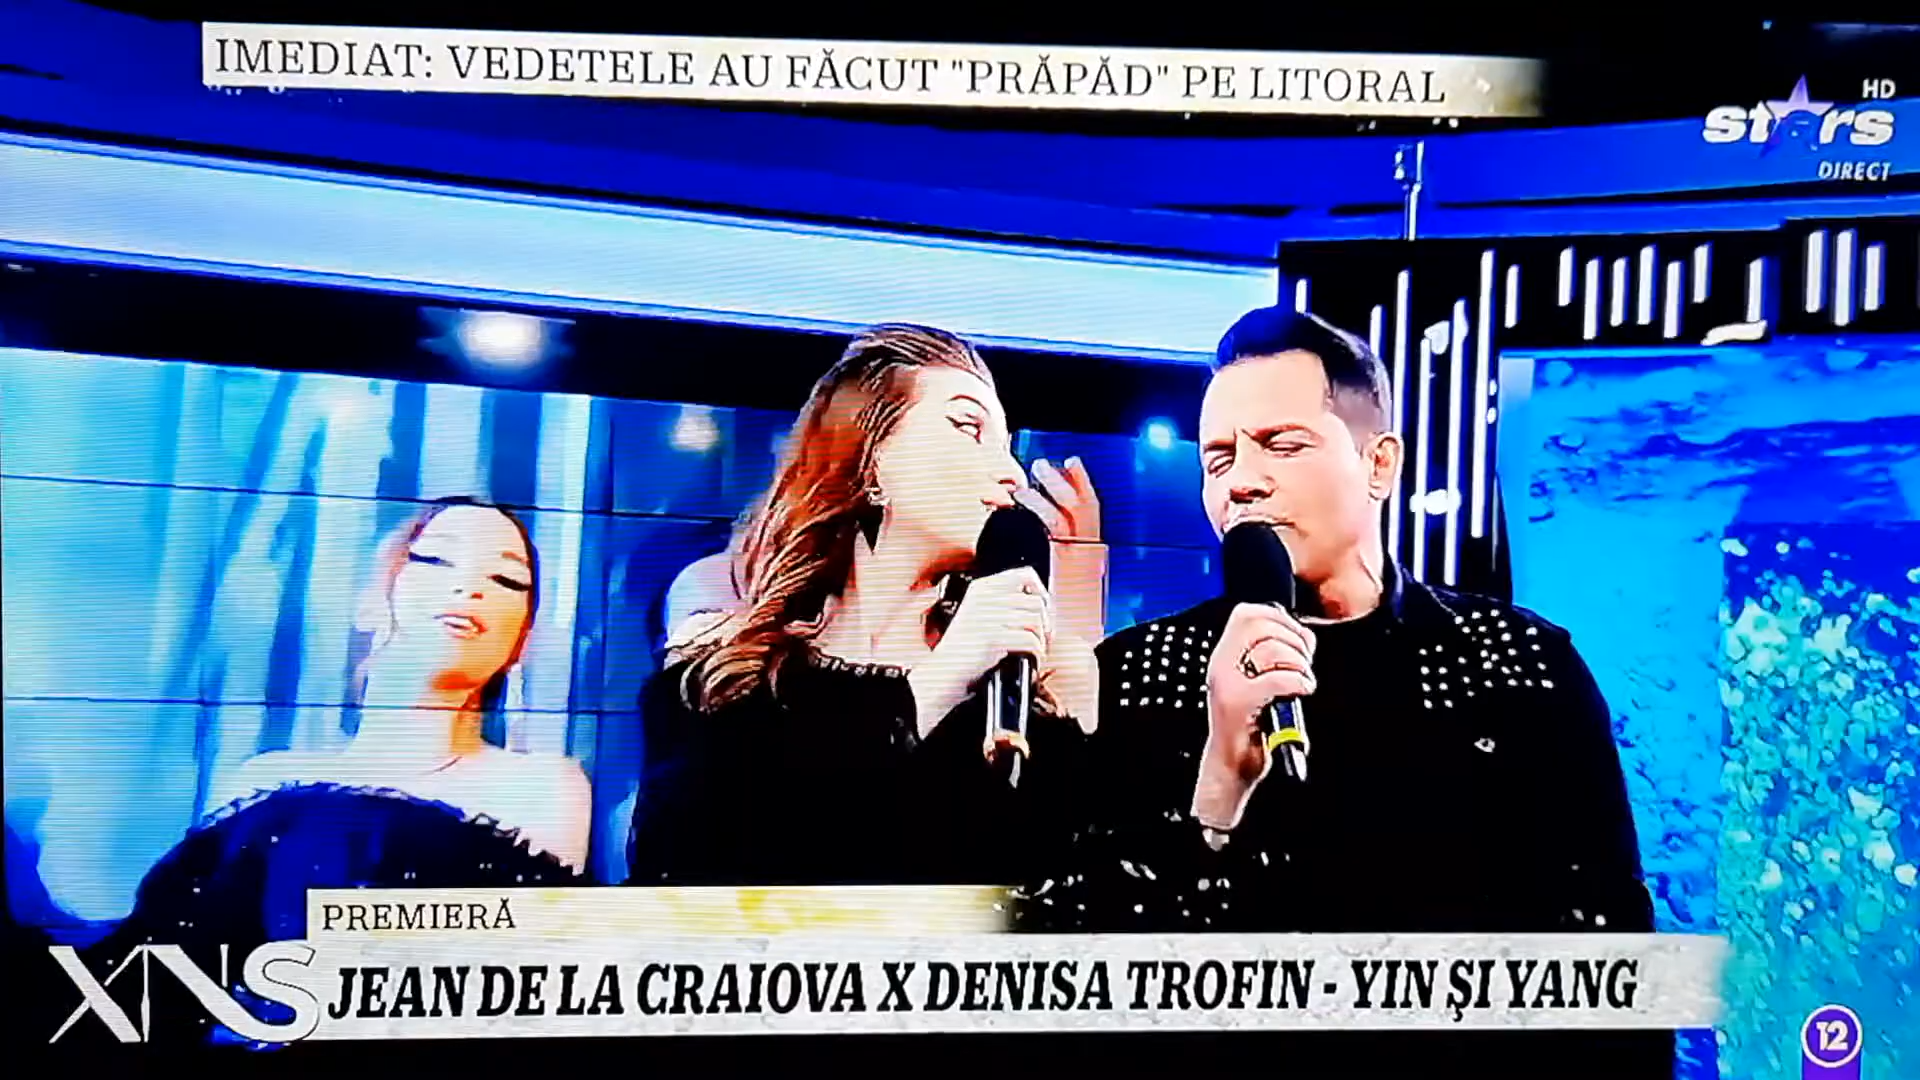 IMEDIAT: VEDETELE AU FĂCUT "PRĂPĂD" PE LITORAL
HD
stars
DIRECT
PREMIERĂ
XNS
JEAN DE LA CRAIOVA X DENISA TROFIN - YIN ŞI YANG
12